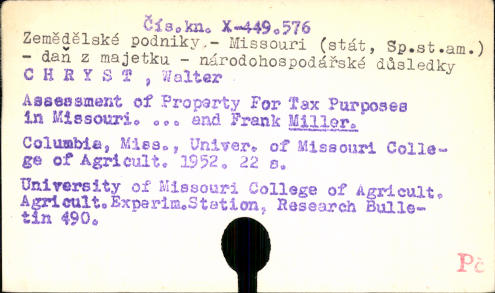 Čís.kn. X-449.576
Zemědělské podniky.- Missouri (stát, Sp.st.am.)
- daň z majetku - národohospodářské důsledky
C H R Y S T , Walter
Assessment of Property For Tax Purposes
in Missouri. ... and Frank Miller.
Columbia, Miss., Univer. of Missouri Colle-
ge of Agricult. 1952. 22 s.
University of Missouri College of Agricult.
Agricult.Experim.Station, Research Bulle-
tin 490.
Pč